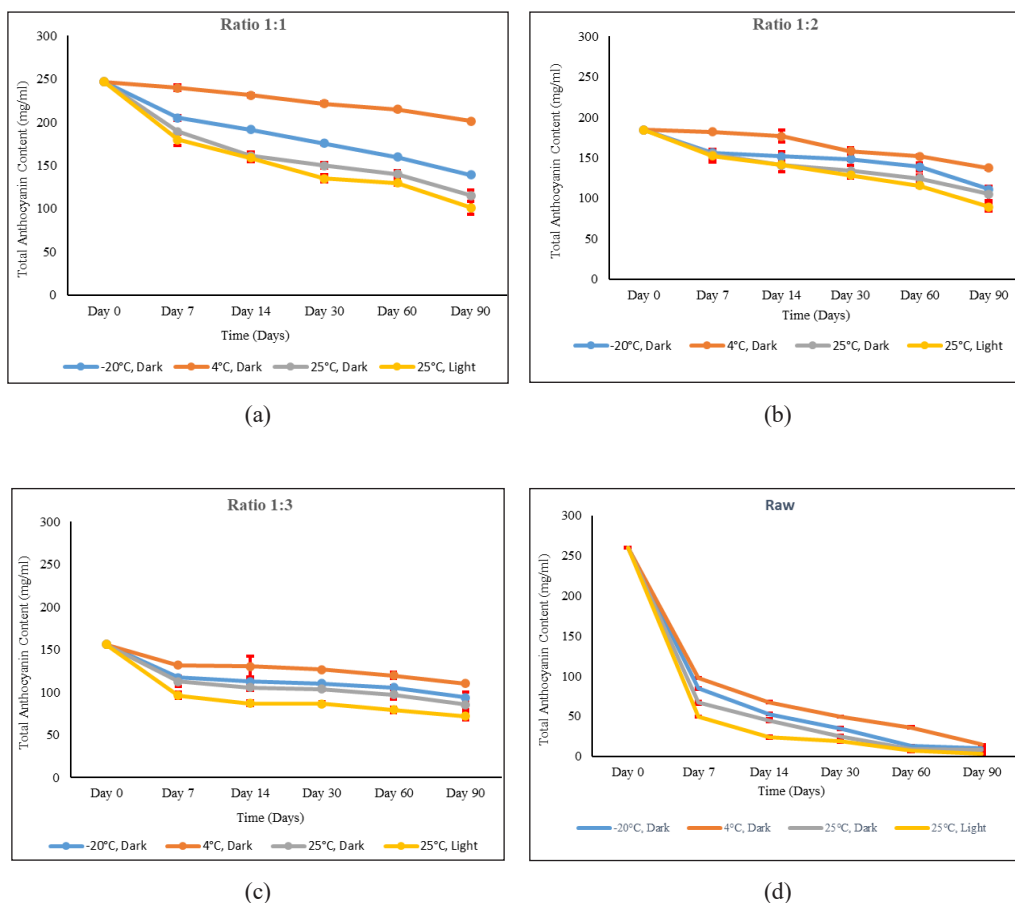 Ratio 1:1
Total Anthocyanin Content (mg/ml)
300
250
200
150
100
50
0
Day 0 Day 7 Day 14 Day 30 Day 60 Day 90
Time (Days)
-20°C, Dark 4°C, Dark 25°C, Dark 25°C, Light
(a)
Ratio 1:2
Total Anthocyanin Content (mg/ml)
300
250
200
150
100
50
0
Day 0 Day 7 Day 14 Day 30 Day 60 Day 90
Time (Days)
-20°C, Dark 4°C, Dark 25°C, Dark 25°C, Light
(b)
Ratio 1:3
Total Anthocyanin Content (mg/ml)
300
250
200
150
100
50
0
Day 0 Day 7 Day 14 Day 30 Day 60 Day 90
Time (Days)
-20°C, Dark 4°C, Dark 25°C, Dark 25°C, Light
(c)
Raw
Total Anthocyanin Content (mg/ml)
300
250
200
150
100
50
0
Day 0 Day 7 Day 14 Day 30 Day 60 Day 90
Time (Days)
-20°C, Dark 4°C, Dark 25°C, Dark 25°C, Light
(d)